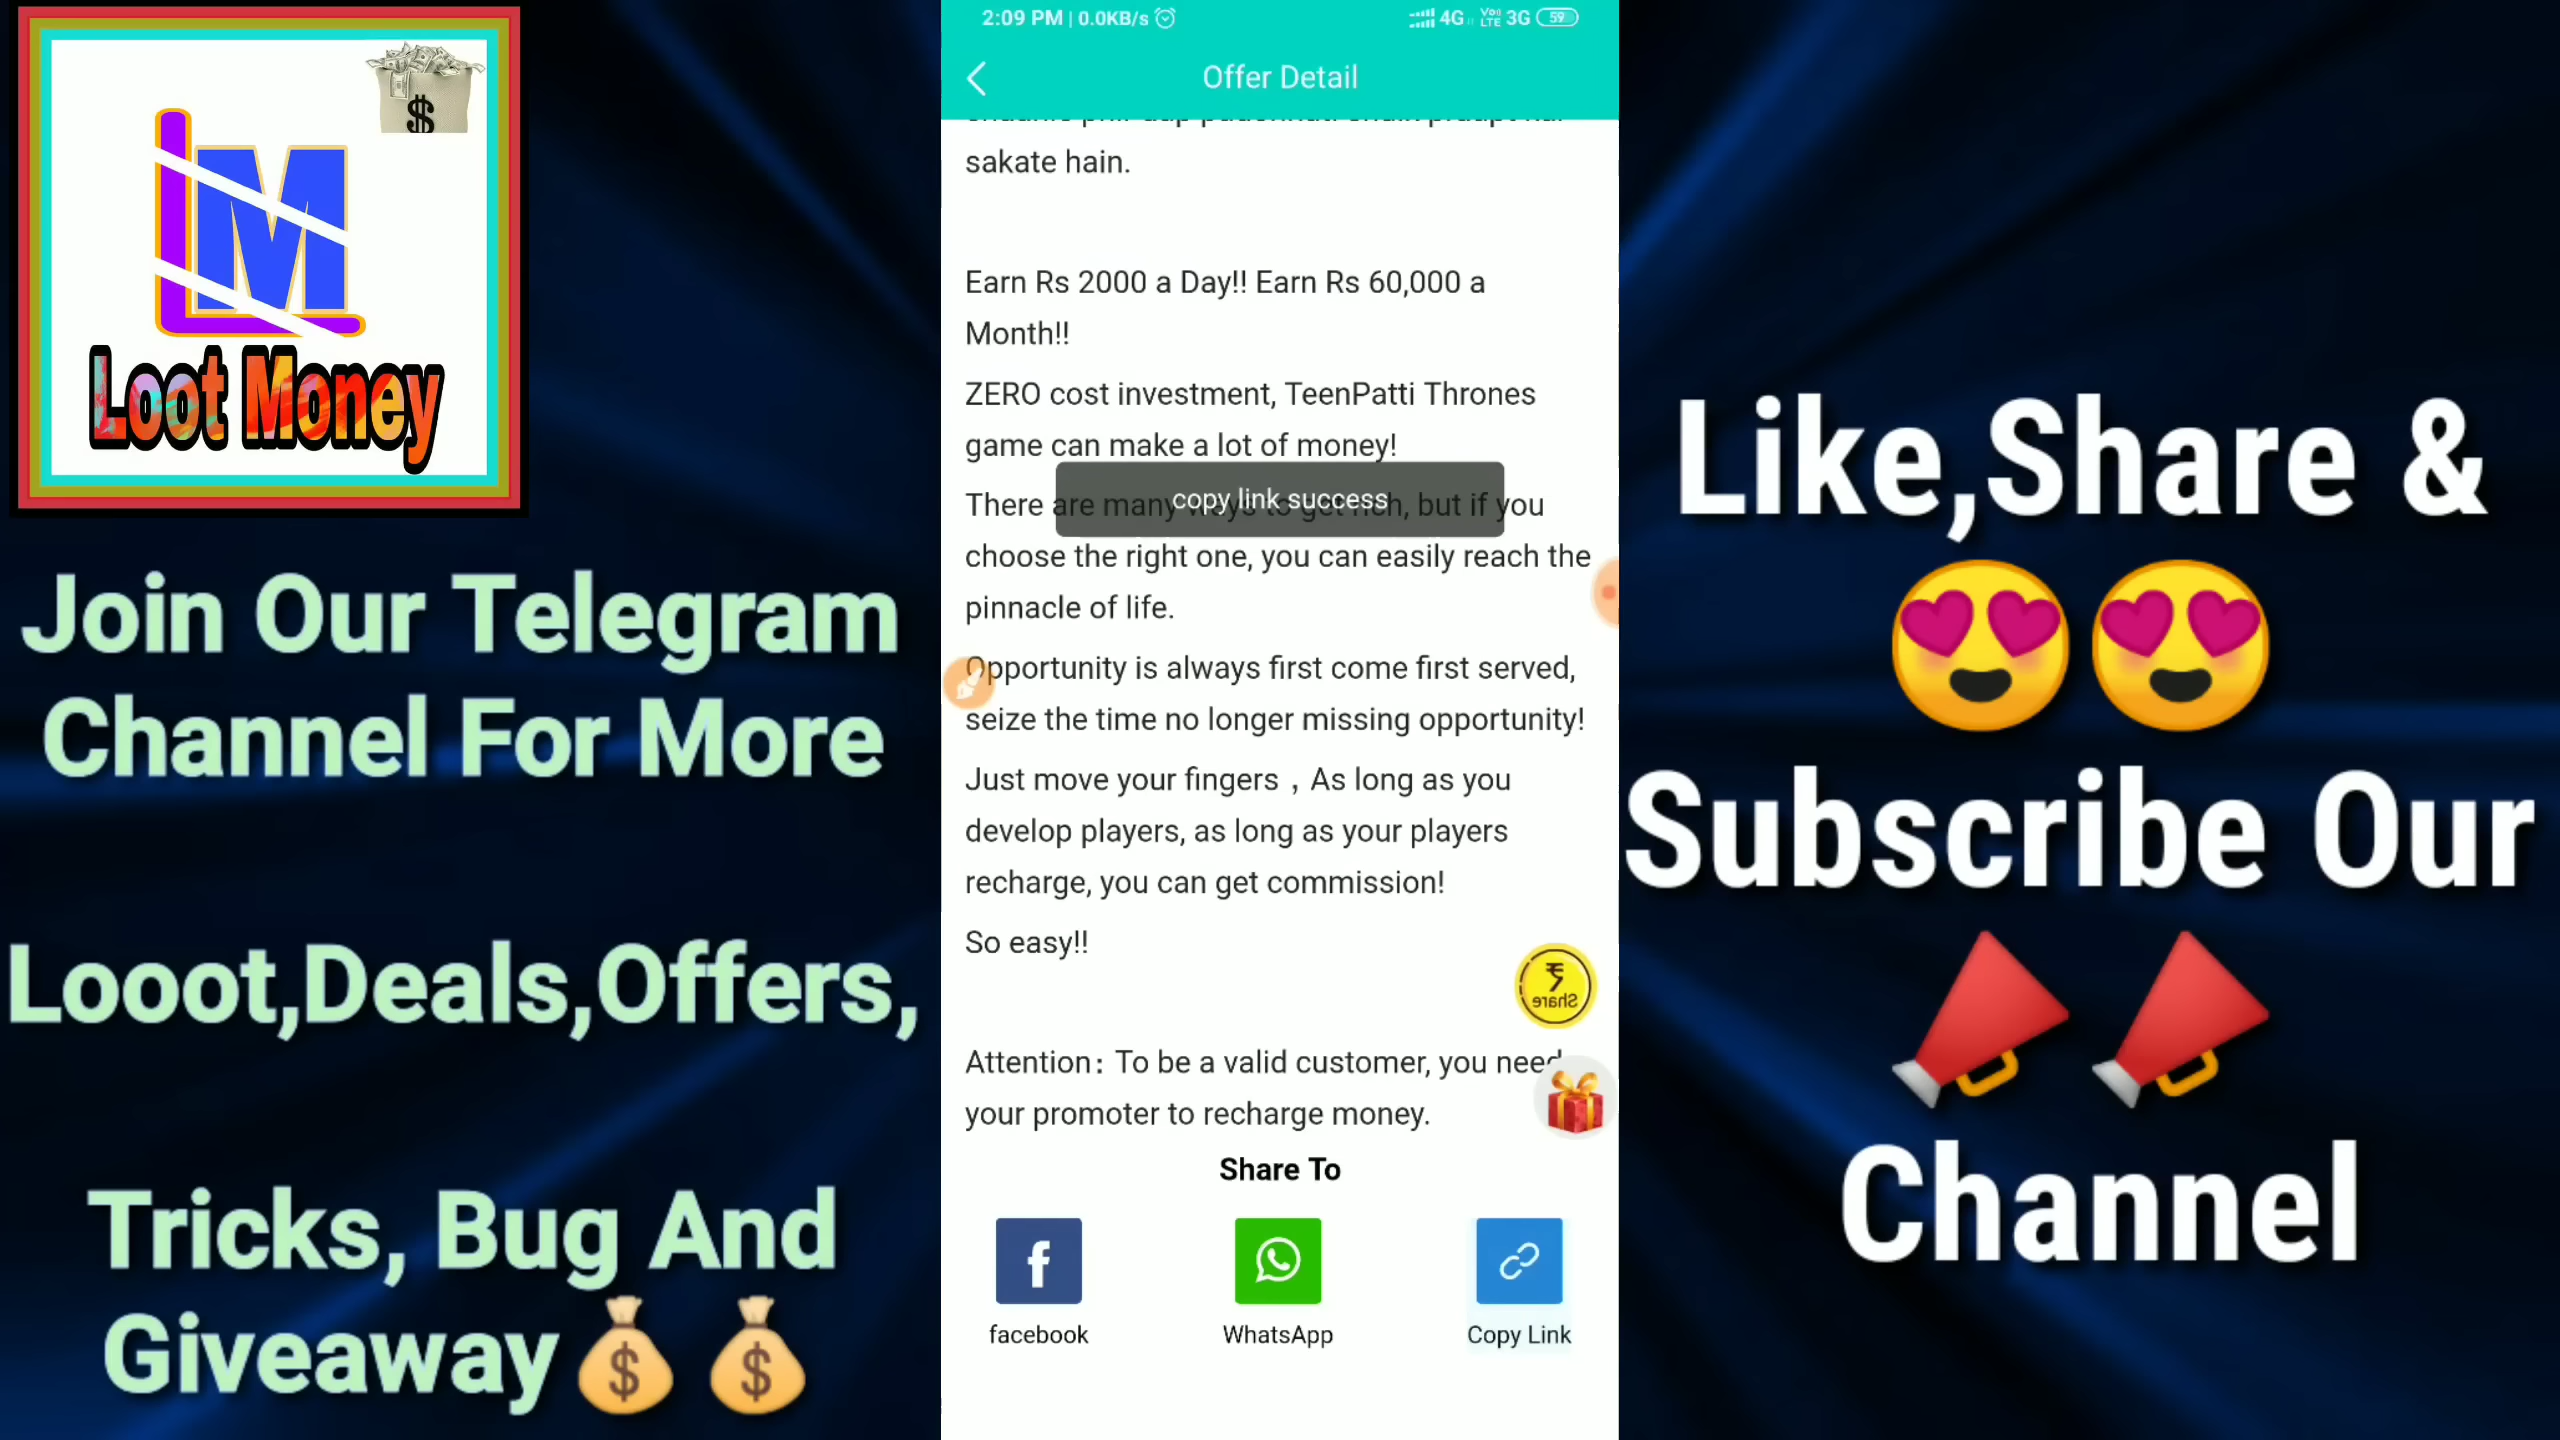 Loot Money
Join Our Telegram
Channel For More
Looot,Deals,Offers,
Tricks, Bug And
Giveaway
2:09 PM | 0.0KB/s
4G VoLTE 3G 59
Offer Detail
sakate hain.
Earn Rs 2000 a Day!! Earn Rs 60,000 a
Month!!
ZERO cost investment, TeenPatti Thrones
game can make a lot of money!
There are many ways to get rich, but if you
copy link success
choose the right one, you can easily reach the
pinnacle of life.
Opportunity is always first come first served,
seize the time no longer missing opportunity!
Just move your fingers，As long as you
develop players, as long as your players
recharge, you can get commission!
So easy!!
₹
Share
Attention：To be a valid customer, you need
your promoter to recharge money.
Share To
facebook
WhatsApp
Copy Link
Like,Share &
Subscribe Our
Channel